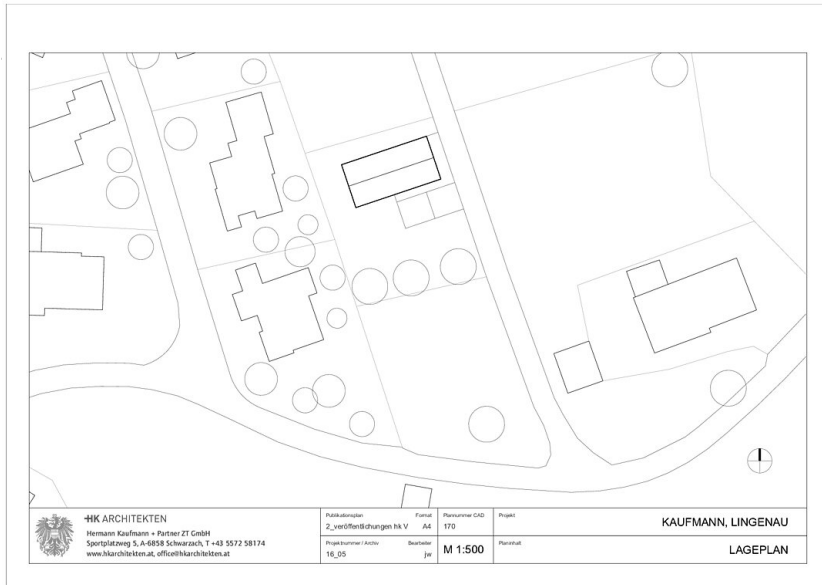 HK ARCHITEKTEN
Hermann Kaufmann + Partner ZT GmbH
Sportplatzweg 5, A-6858 Schwarzach, T +43 5572 58174
www.hkarchitekten.at, office@hkarchitekten.at
Publikationsplan Format
2_veröffentlichungen hk V A4
Projektnummer / Archiv Bearbeiter
16_05 jw
Plannummer CAD
170
M 1:500
Projekt
KAUFMANN, LINGENAU
Planinhalt
LAGEPLAN